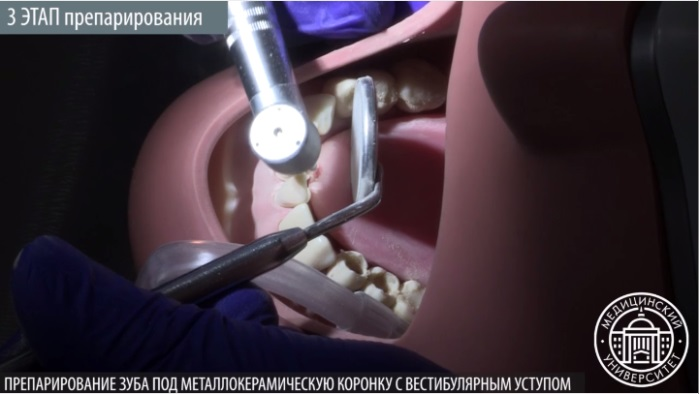 3 ЭТАП препарирования
МЕДИЦИНСКИЙ
УНИВЕРСИТЕТ
ПРЕПАРИРОВАНИЕ ЗУБА ПОД МЕТАЛЛОКЕРАМИЧЕСКУЮ КОРОНКУ С ВЕСТИБУЛЯРНЫМ УСТУПОМ